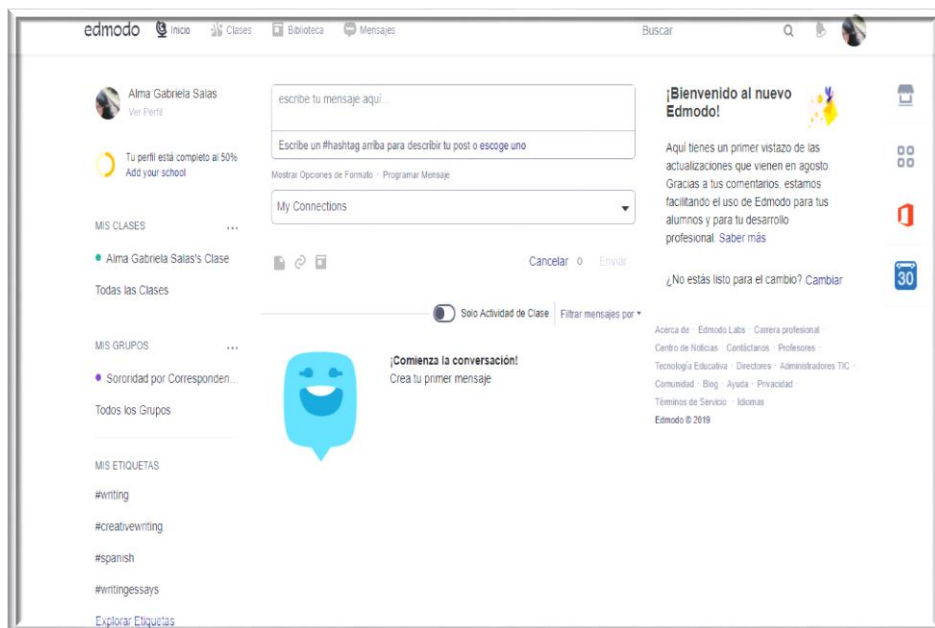 edmodo
Inicio
Clases
Biblioteca
Mensajes
Buscar
Alma Gabriela Salas
Ver Perfil
Tu perfil está completo al 50%
Add your school
MIS CLASES
...
Alma Gabriela Salas's Clase
Todas las Clases
MIS GRUPOS
...
Sororidad por Corresponden...
Todos los Grupos
MIS ETIQUETAS
#writing
#creativewriting
#spanish
#writingessays
Explorar Etiquetas
escribe tu mensaje aquí...
Escribe un #hashtag arriba para describir tu post o escoge uno
Mostrar Opciones de Formato · Programar Mensaje
My Connections
Cancelar o Enviar
Solo Actividad de Clase
Filtrar mensajes por
¡Comienza la conversación!
Crea tu primer mensaje
¡Bienvenido al nuevo
Edmodo!
Aquí tienes un primer vistazo de las
actualizaciones que vienen en agosto.
Gracias a tus comentarios, estamos
facilitando el uso de Edmodo para tus
alumnos y para tu desarrollo
profesional. Saber más
¿No estás listo para el cambio? Cambiar
Acerca de · Edmodo Labs · Carrera profesional ·
Centro de Noticias · Contáctanos · Profesores ·
Tecnología Educativa · Directores · Administradores TIC ·
Comunidad · Blog · Ayuda · Privacidad ·
Términos de Servicio · Idiomas
Edmodo © 2019
30